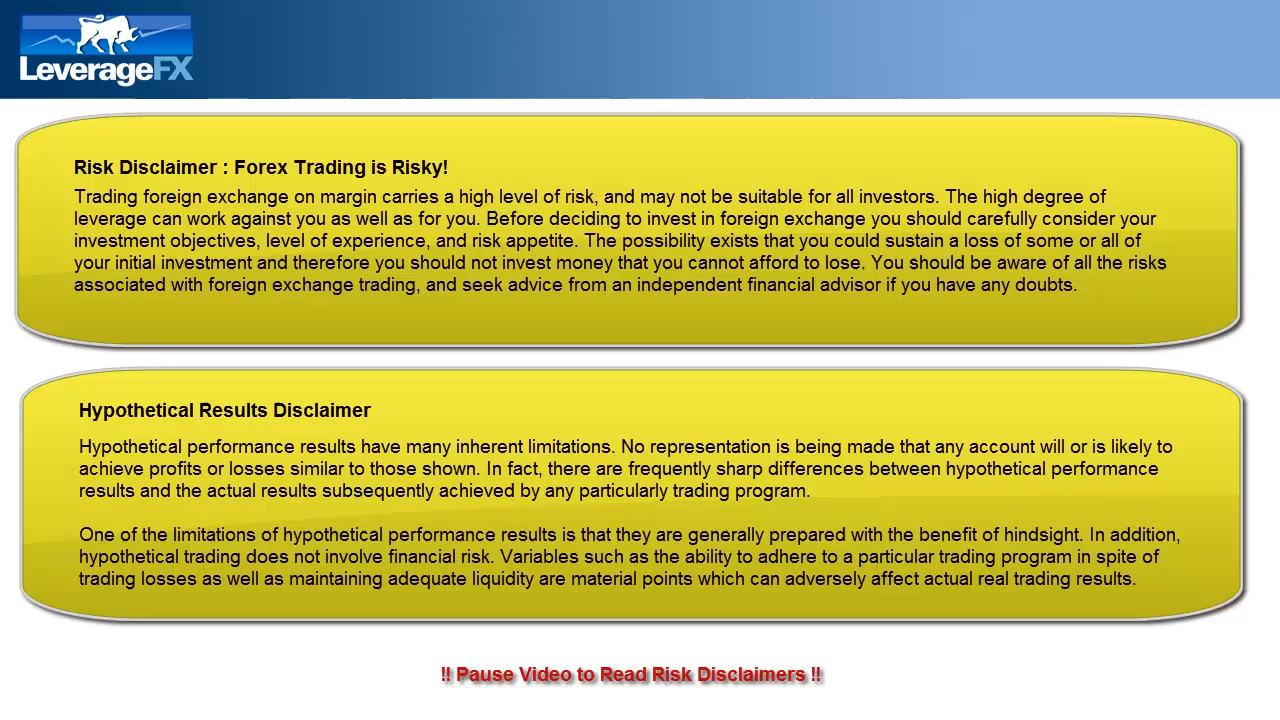 LeverageFX
Risk Disclaimer : Forex Trading is Risky!
Trading foreign exchange on margin carries a high level of risk, and may not be suitable for all investors. The high degree of
leverage can work against you as well as for you. Before deciding to invest in foreign exchange you should carefully consider your
investment objectives, level of experience, and risk appetite. The possibility exists that you could sustain a loss of some or all of
your initial investment and therefore you should not invest money that you cannot afford to lose. You should be aware of all the risks
associated with foreign exchange trading, and seek advice from an independent financial advisor if you have any doubts.
Hypothetical Results Disclaimer
Hypothetical performance results have many inherent limitations. No representation is being made that any account will or is likely to
achieve profits or losses similar to those shown. In fact, there are frequently sharp differences between hypothetical performance
results and the actual results subsequently achieved by any particularly trading program.
One of the limitations of hypothetical performance results is that they are generally prepared with the benefit of hindsight. In addition,
hypothetical trading does not involve financial risk. Variables such as the ability to adhere to a particular trading program in spite of
trading losses as well as maintaining adequate liquidity are material points which can adversely affect actual real trading results.
!! Pause Video to Read Risk Disclaimers !!